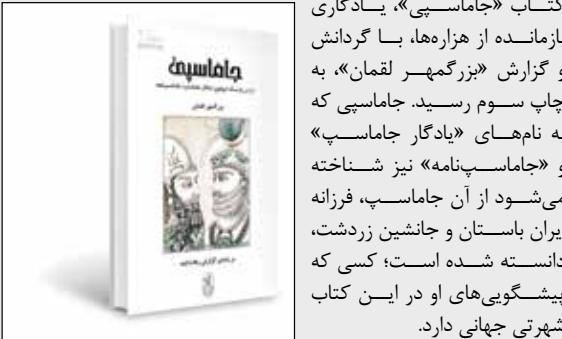 کتاب «جاماسپی»، یادگاری
بازمانده از هزاره‌ها، با گردانش
و گزارش «بزرگمهر لقمان»، به
چاپ سوم رسید. جاماسپی که
به نام‌های «یادگار جاماسپ»
و «جاماسپ‌نامه» نیز شناخته
می‌شود از آن جاماسپ، فرزانه
ایران باستان و جانشین زردشت،
دانسته شده است؛ کسی که
پیشگویی‌های او در این کتاب
شهرتی جهانی دارد.
جاماسپی